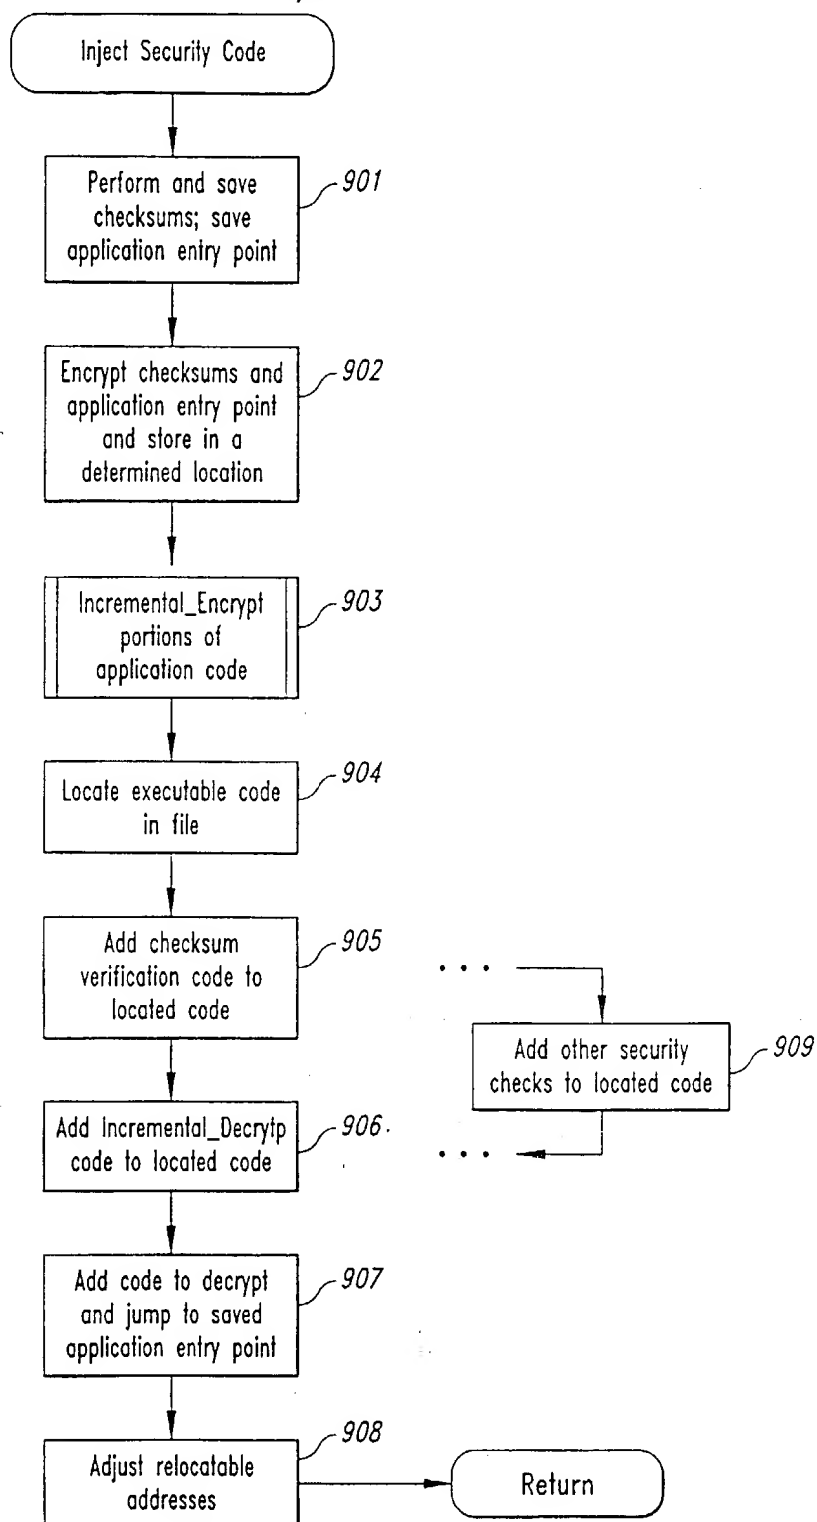 Inject Security Code
Perform and save
checksums; save
application entry point
901
Encrypt checksums and
application entry point
and store in a
determined location
902
Incremental_Encrypt
portions of
application code
903
Locate executable code
in file
904
Add checksum
verification code to
located code
905
. . .
Add other security
checks to located code
909
. . .
Add Incremental_Decrytp
code to located code
906
Add code to decrypt
and jump to saved
application entry point
907
Adjust relocatable
addresses
908
Return